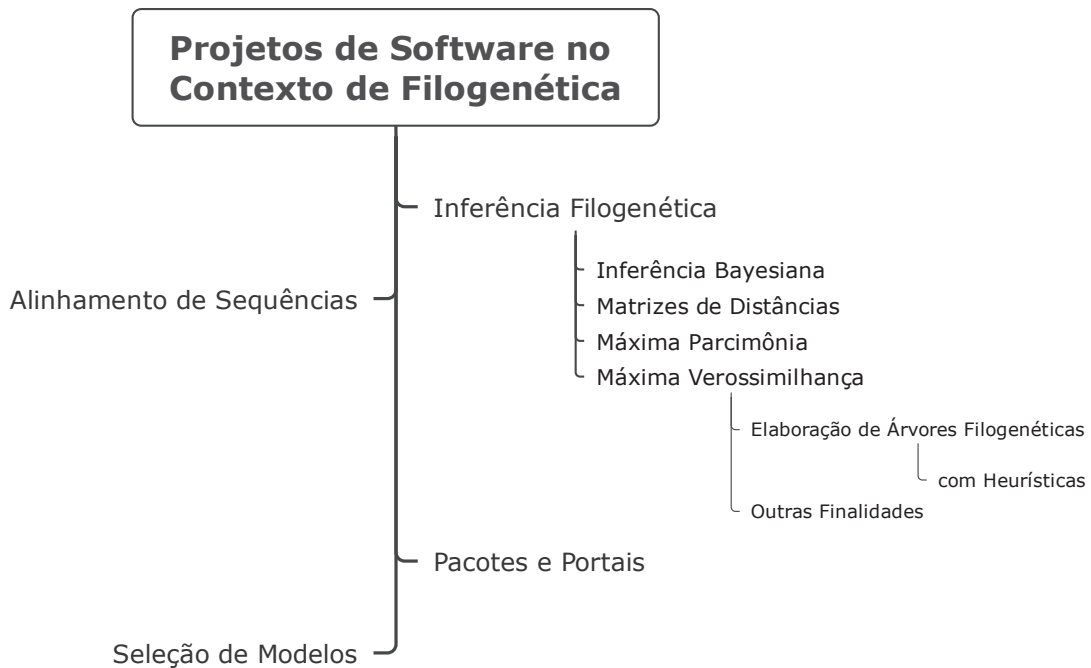 Projetos de Software no
Contexto de Filogenética
Inferência Filogenética
Inferência Bayesiana
Alinhamento de Sequências
Matrizes de Distâncias
Máxima Parcimônia
Máxima Verossimilhança
Elaboração de Árvores Filogenéticas
com Heurísticas
Outras Finalidades
Pacotes e Portais
Seleção de Modelos